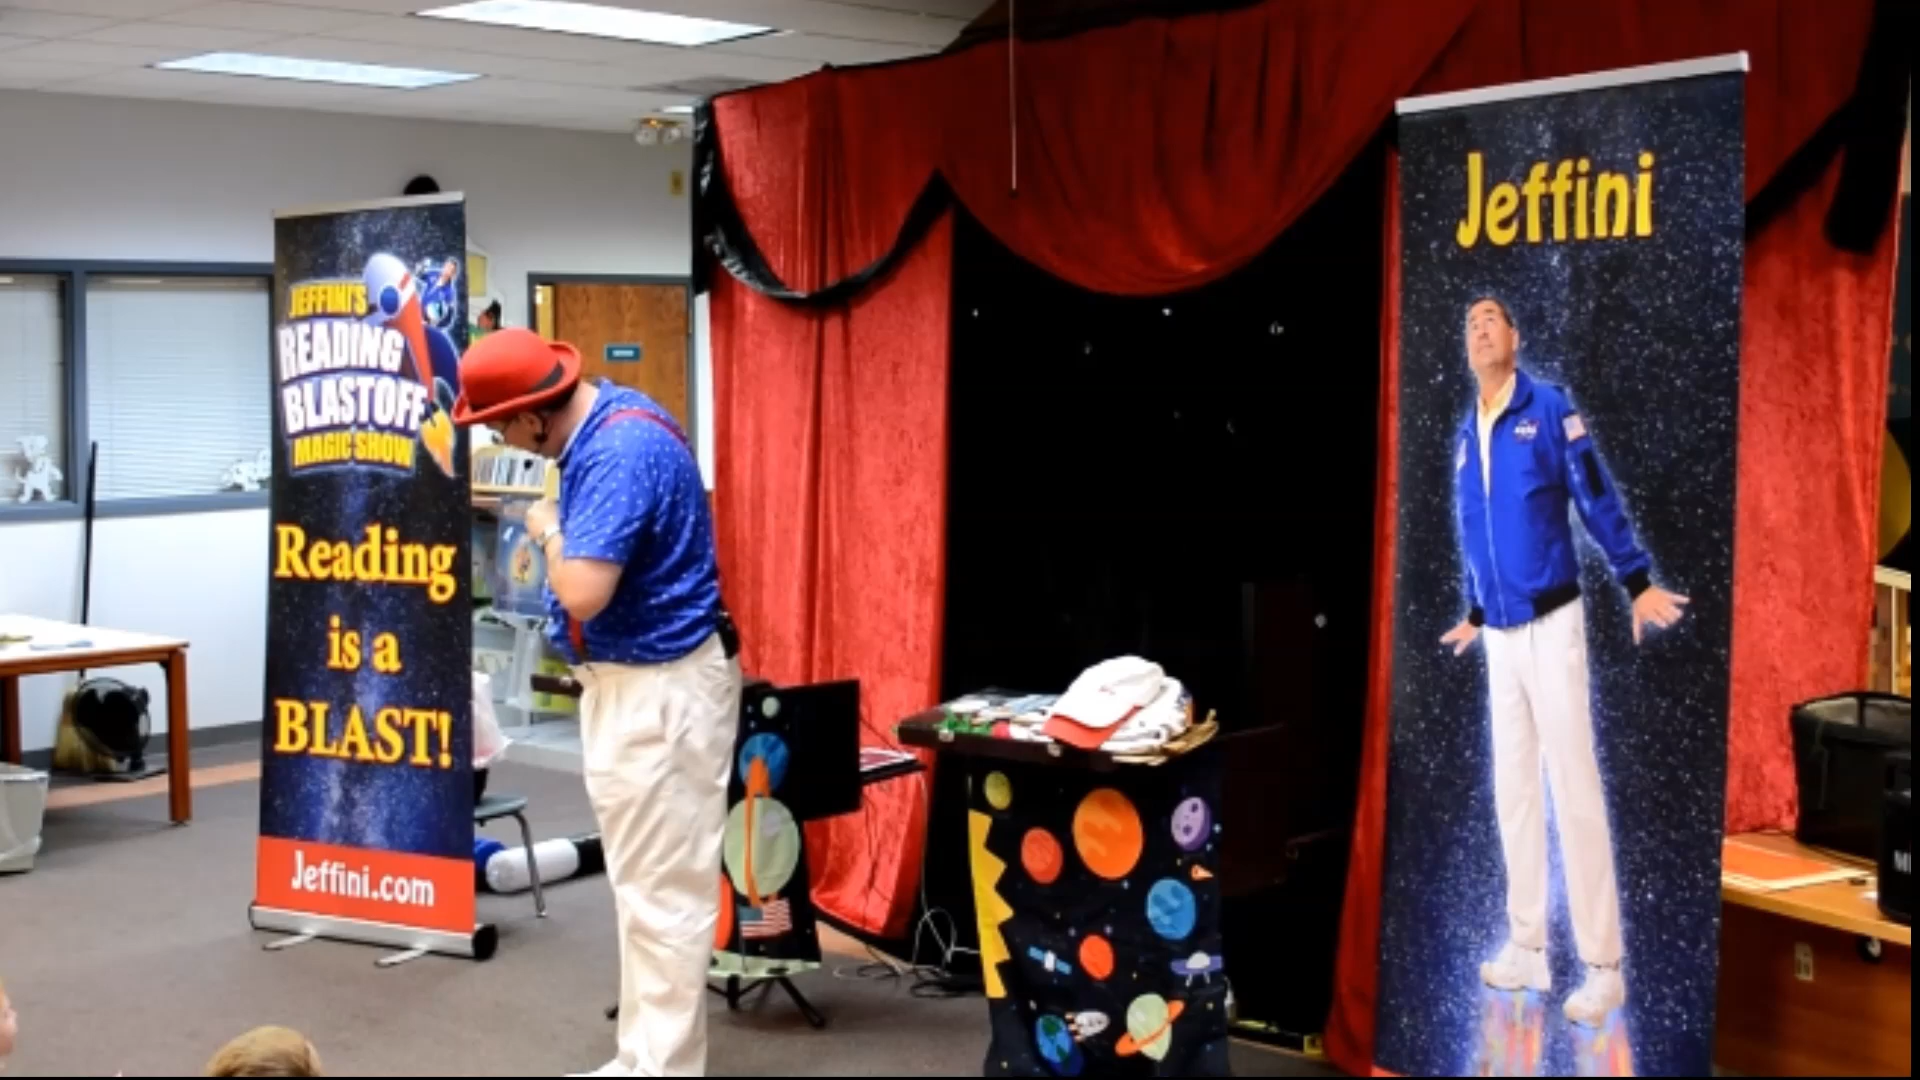 JEFFINI'S
READING
BLASTOFF
MAGIC SHOW
Reading
is a
BLAST!
Jeffini.com
Jeffini